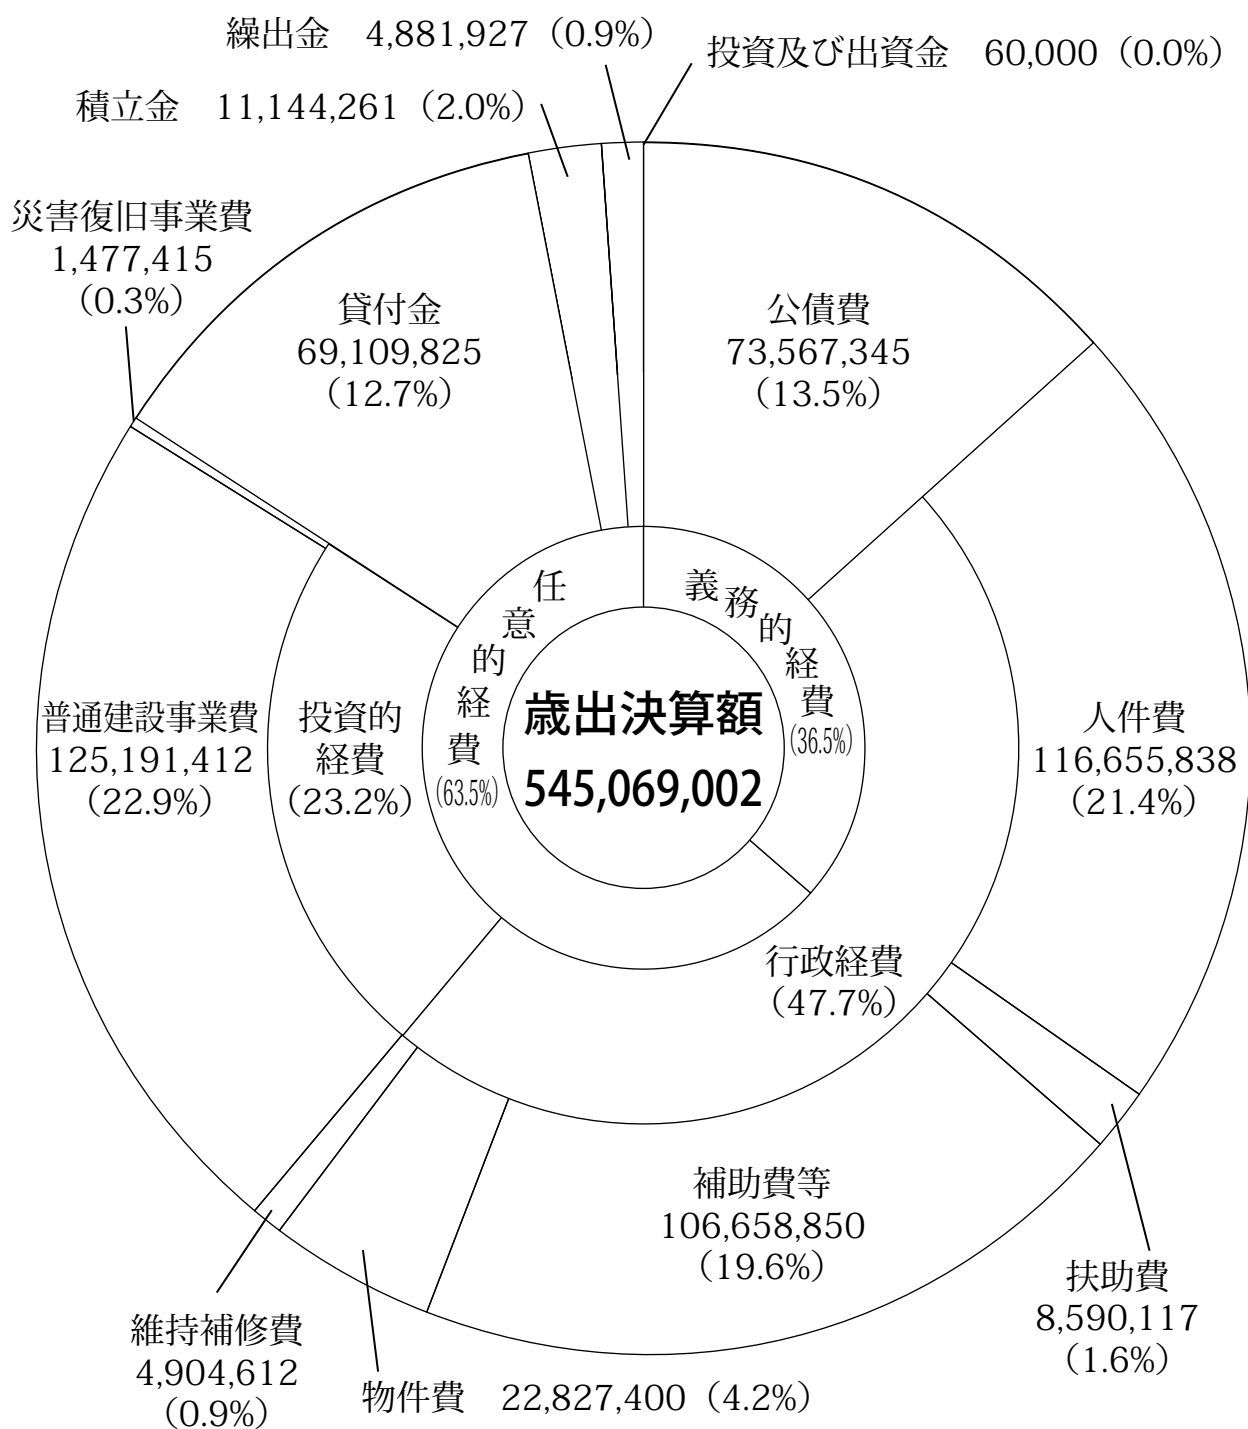 繰出金　4,881,927（0.9%）
投資及び出資金　60,000（0.0%）
積立金　11,144,261（2.0%）
災害復旧事業費
1,477,415
（0.3%）
貸付金
69,109,825
（12.7%）
公債費
73,567,345
（13.5%）
任意的経費
（63.5%）
義務的経費
（36.5%）
歳出決算額
545,069,002
普通建設事業費
125,191,412
（22.9%）
投資的
経費
（23.2%）
人件費
116,655,838
（21.4%）
行政経費
（47.7%）
補助費等
106,658,850
（19.6%）
扶助費
8,590,117
（1.6%）
維持補修費
4,904,612
（0.9%）
物件費　22,827,400（4.2%）